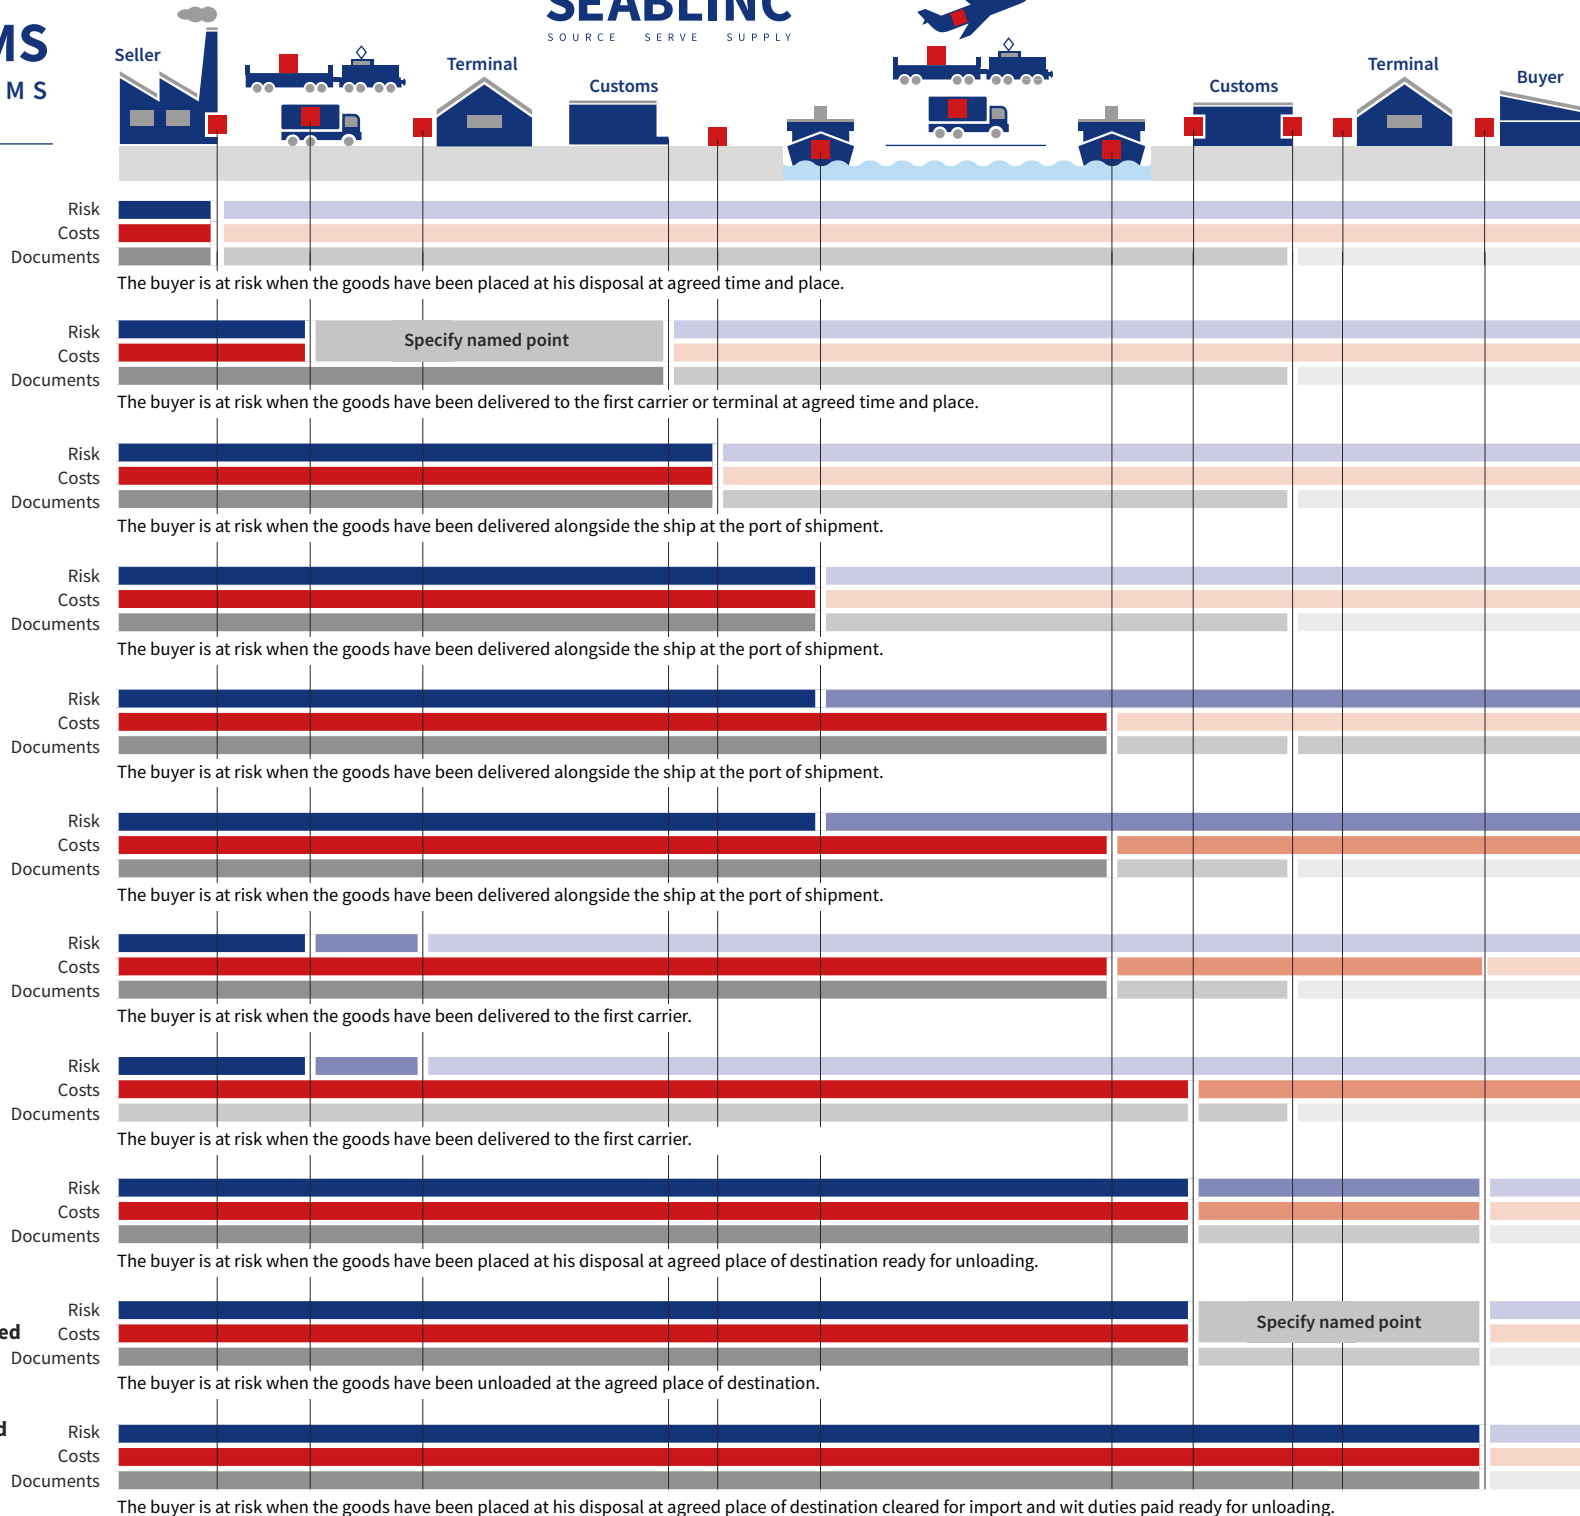 MS
MS
SEABLINC
SOURCE SERVE SUPPLY
Seller
Terminal
Customs
Customs
Terminal
Buyer
Risk
Costs
Documents
The buyer is at risk when the goods have been placed at his disposal at agreed time and place.
Risk
Costs
Specify named point
Documents
The buyer is at risk when the goods have been delivered to the first carrier or terminal at agreed time and place.
Risk
Costs
Documents
The buyer is at risk when the goods have been delivered alongside the ship at the port of shipment.
Risk
Costs
Documents
The buyer is at risk when the goods have been delivered alongside the ship at the port of shipment.
Risk
Costs
Documents
The buyer is at risk when the goods have been delivered alongside the ship at the port of shipment.
Risk
Costs
Documents
The buyer is at risk when the goods have been delivered alongside the ship at the port of shipment.
Risk
Costs
Documents
The buyer is at risk when the goods have been delivered to the first carrier.
Risk
Costs
Documents
The buyer is at risk when the goods have been delivered to the first carrier.
Risk
Costs
Documents
The buyer is at risk when the goods have been placed at his disposal at agreed place of destination ready for unloading.
Risk
Specify named point
ed
Costs
Documents
The buyer is at risk when the goods have been unloaded at the agreed place of destination.
d
Risk
Costs
Documents
The buyer is at risk when the goods have been placed at his disposal at agreed place of destination cleared for import and wit duties paid ready for unloading.